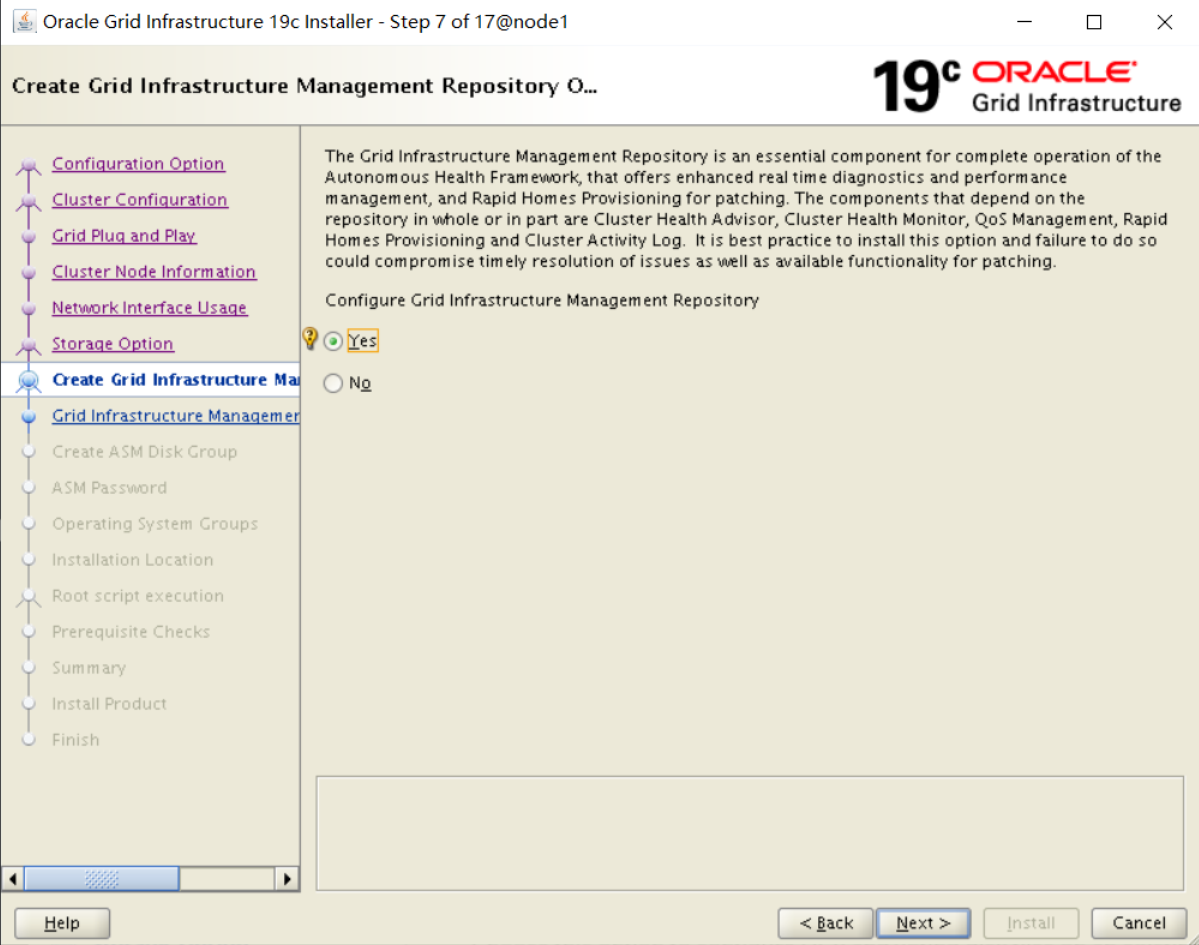 Oracle Grid Infrastructure 19c Installer - Step 7 of 17@node1
Create Grid Infrastructure Management Repository O...
19c ORACLE
Grid Infrastructure
Configuration Option
Cluster Configuration
Grid Plug and Play
Cluster Node Information
Network Interface Usage
Storage Option
Create Grid Infrastructure Ma
Grid Infrastructure Managemer
Create ASM Disk Group
ASM Password
Operating System Groups
Installation Location
Root script execution
Prerequisite Checks
Summary
Install Product
Finish
The Grid Infrastructure Management Repository is an essential component for complete operation of the
Autonomous Health Framework, that offers enhanced real time diagnostics and performance
management, and Rapid Homes Provisioning for patching. The components that depend on the
repository in whole or in part are Cluster Health Advisor, Cluster Health Monitor, QoS Management, Rapid
Homes Provisioning and Cluster Activity Log. It is best practice to install this option and failure to do so
could compromise timely resolution of issues as well as available functionality for patching.
Configure Grid Infrastructure Management Repository
Yes
No
Help
< Back
Next >
Install
Cancel